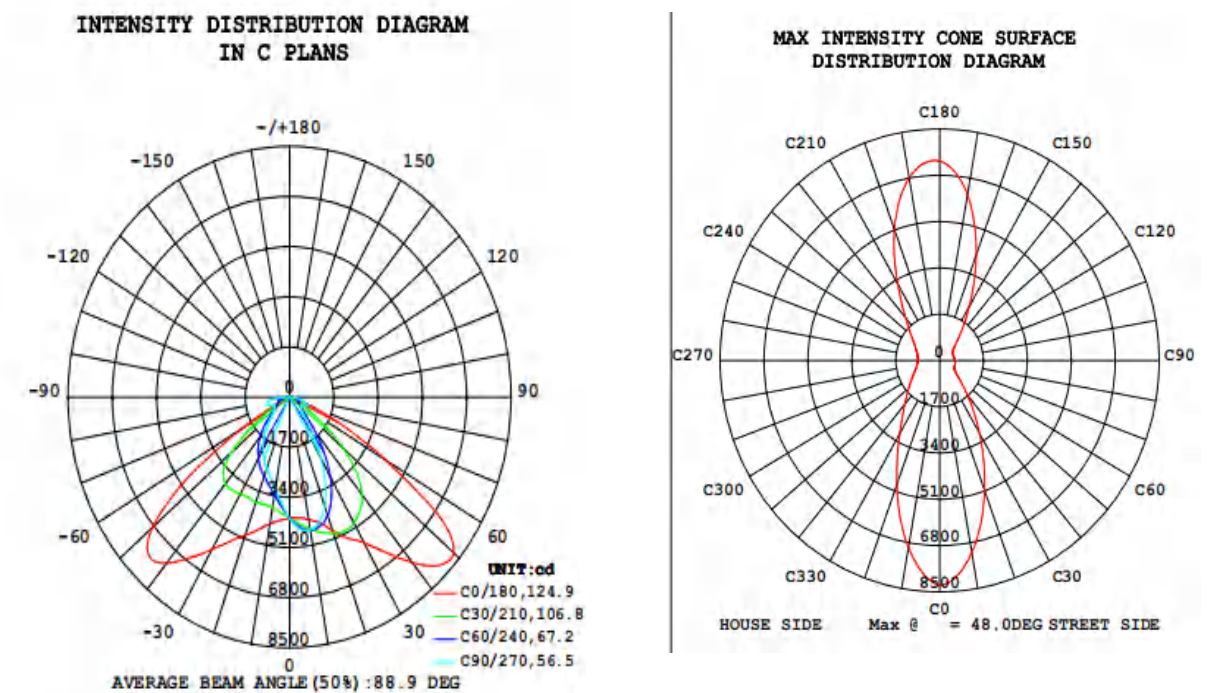 INTENSITY DISTRIBUTION DIAGRAM
IN C PLANS
-/+180
-150
150
-120
120
-90
0
90
1700
3400
-60
5100
60
UNIT:cd
6800
C0/180,124.9
C30/210,106.8
-30
30
C60/240,67.2
8500
C90/270,56.5
0
AVERAGE BEAM ANGLE(50%):88.9 DEG
MAX INTENSITY CONE SURFACE
DISTRIBUTION DIAGRAM
C180
C210
C150
C240
C120
C270
0
C90
1700
3400
C300
5100
C60
6800
C330
8500
C30
C0
HOUSE SIDE Max @ = 48.0DEG STREET SIDE